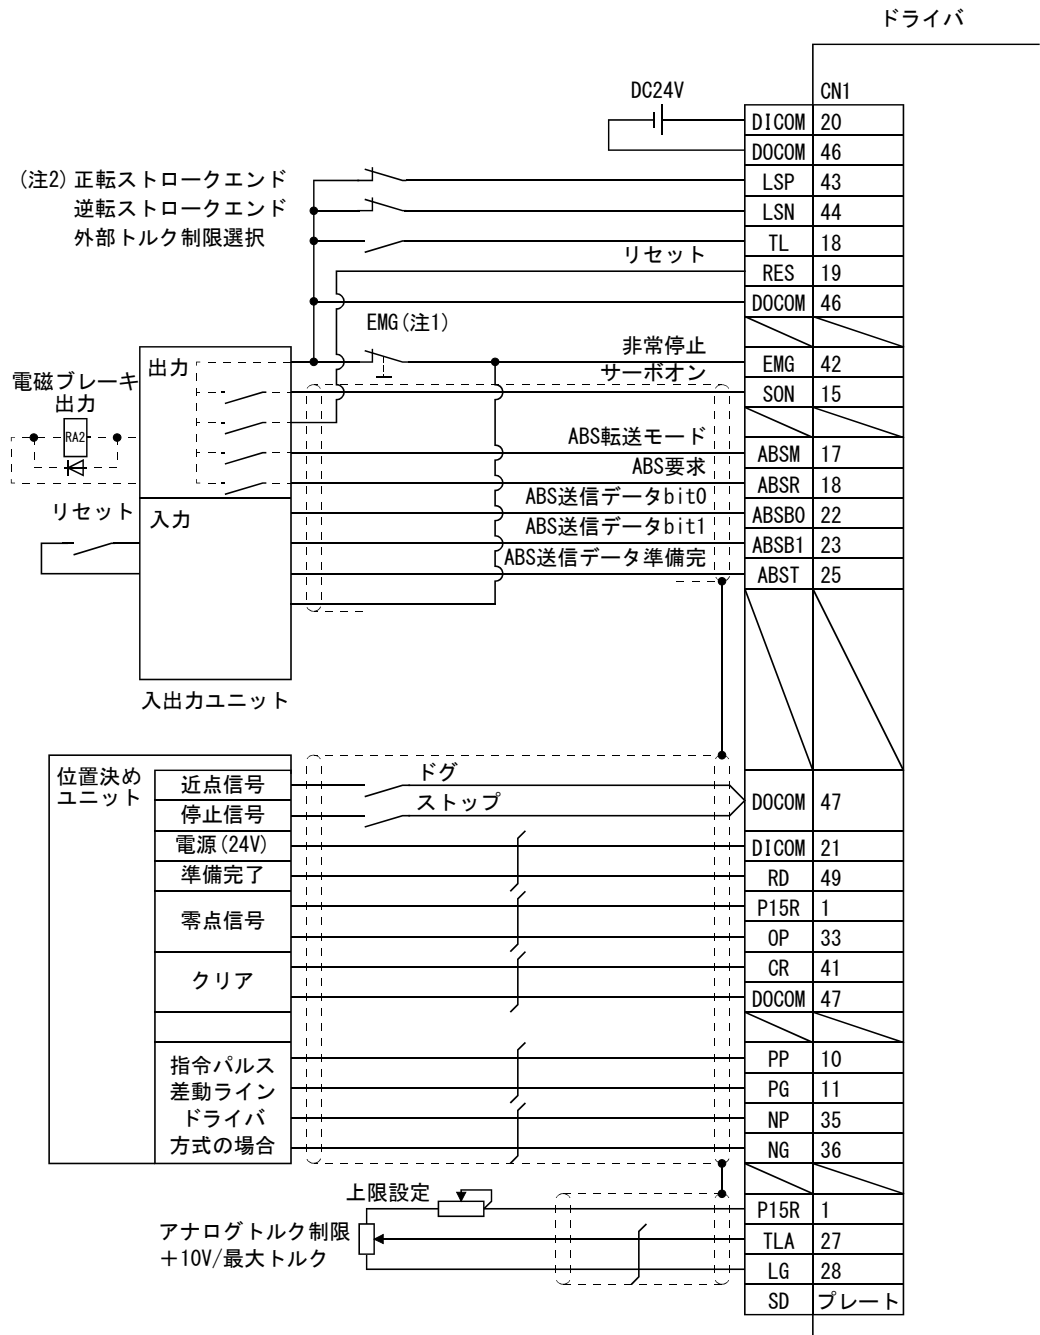 ドライバ
DC24V
CN1
DICOM 20
DOCOM 46
(注2) 正転ストロークエンド
LSP 43
逆転ストロークエンド
LSN 44
外部トルク制限選択
TL 18
リセット
RES 19
DOCOM 46
EMG(注1)
非常停止
EMG 42
出力
サーボオン
SON 15
電磁ブレーキ
出力
RA2
ABS転送モード
ABSM 17
ABS要求
ABSR 18
ABS送信データbit0
ABSB0 22
リセット
入力
ABS送信データbit1
ABSB1 23
ABS送信データ準備完
ABST 25
入出力ユニット
位置決め
ユニット
近点信号
ドグ
停止信号
ストップ
DOCOM 47
電源(24V)
DICOM 21
準備完了
RD 49
零点信号
P15R 1
OP 33
クリア
CR 41
DOCOM 47
指令パルス
差動ライン
ドライバ
方式の場合
PP 10
PG 11
NP 35
NG 36
上限設定
P15R 1
アナログトルク制限
+10V/最大トルク
TLA 27
LG 28
SD プレート